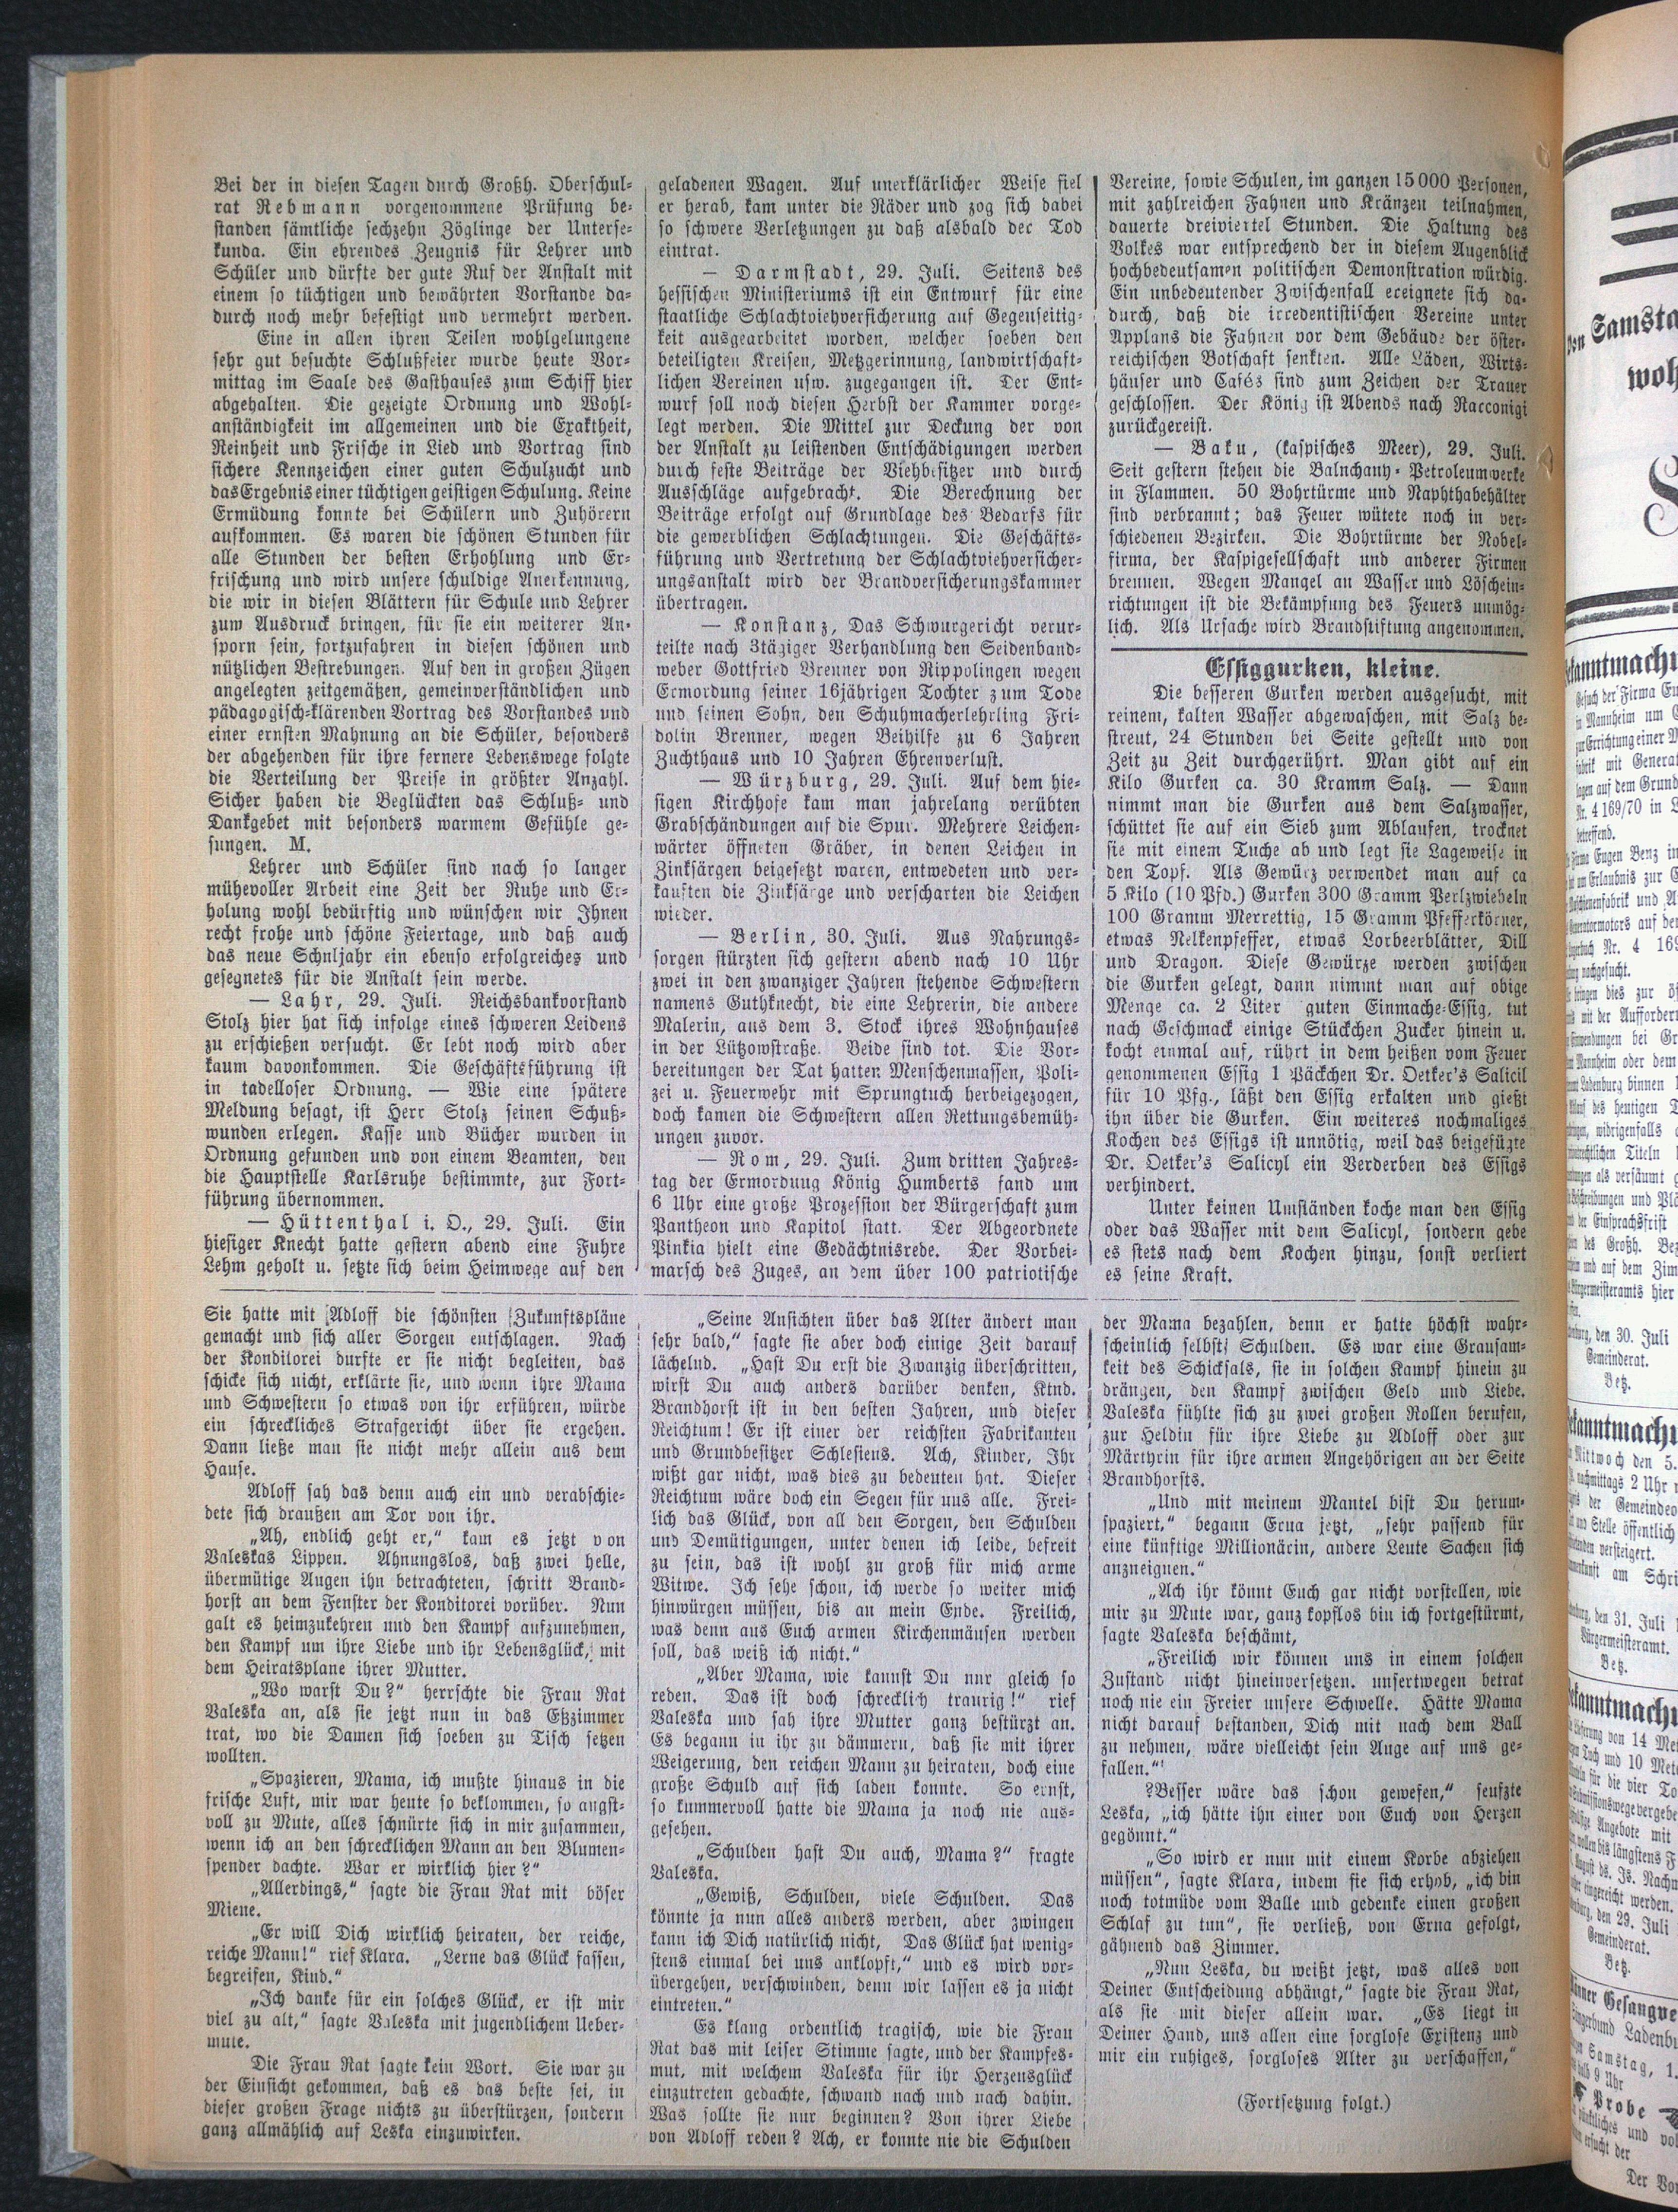 Bei der in diesen Tagen durch Großh. Oberschul-
rat Rebmann vorgenommene Prüfung be-
standen sämtliche sechzehn Zöglinge der Unterse-
kunda. Ein ehrendes Zeugnis für Lehrer und
Schüler und dürfte der gute Ruf der Anstalt mit
einem so tüchtigen und bewährten Vorstande da-
durch noch mehr befestigt und vermehrt werden.
Eine in allen ihren Teilen wohlgelungene
sehr gut besuchte Schlußfeier wurde heute Vor-
mittag im Saale des Gasthauses zum Schiff hier
abgehalten. Die gezeigte Ordnung und Wohl-
anständigkeit im allgemeinen und die Exaktheit,
Reinheit und Frische in Lied und Vortrag sind
sichere Kennzeichen einer guten Schulzucht und
das Ergebnis einer tüchtigen geistigen Schulung. Keine
Ermüdung konnte bei Schülern und Zuhörern
aufkommen. Es waren die schönen Stunden für
alle Stunden der besten Erhohlung und Er-
frischung und wird unsere schuldige Anerkennung,
die wir in diesen Blättern für Schule und Lehrer
zum Ausdruck bringen, für sie ein weiterer An-
sporn sein, fortzufahren in diesen schönen und
nützlichen Bestrebungen. Auf den in großen Zügen
angelegten zeitgemäßen, gemeinverständlichen und
pädagogisch-klärenden Vortrag des Vorstandes und
einer ernsten Mahnung an die Schüler, besonders
der abgehenden für ihre fernere Lebenswege folgte
die Verteilung der Preise in größter Anzahl.
Sicher haben die Beglückten das Schluß- und
Dankgebet mit besonders warmem Gefühle ge-
sungen. M.
Lehrer und Schüler sind nach so langer
mühevoller Arbeit eine Zeit der Ruhe und Er-
holung wohl bedürftig und wünschen wir Ihnen
recht frohe und schöne Feiertage, und daß auch
das neue Schuljahr ein ebenso erfolgreiches und
gesegnetes für die Anstalt sein werde.
— Lahr, 29. Juli. Reichsbankvorstand
Stolz hier hat sich infolge eines schweren Leidens
zu erschießen versucht. Er lebt noch wird aber
kaum davonkommen. Die Geschäftsführung ist
in tadelloser Ordnung. — Wie eine spätere
Meldung besagt, ist Herr Stolz seinen Schuß-
wunden erlegen. Kasse und Bücher wurden in
Ordnung gefunden und von einem Beamten, den
die Hauptstelle Karlsruhe bestimmte, zur Fort-
führung übernommen.
— Hüttenthal i. O., 29. Juli. Ein
hiesiger Knecht hatte gestern abend eine Fuhre
Lehm geholt u. setzte sich beim Heimwege auf den
geladenen Wagen. Auf unerklärlicher Weise fiel
er herab, kam unter die Räder und zog sich dabei
so schwere Verletzungen zu daß alsbald der Tod
eintrat.
— Darmstadt, 29. Juli. Seitens des
hessischen Ministeriums ist ein Entwurf für eine
staatliche Schlachtviehversicherung auf Gegenseitig-
keit ausgearbeitet worden, welcher soeben den
beteiligten Kreisen, Metzgerinnung, landwirtschaft-
lichen Vereinen usw. zugegangen ist. Der Ent-
wurf soll noch diesen Herbst der Kammer vorge-
legt werden. Die Mittel zur Deckung der von
der Anstalt zu leistenden Entschädigungen werden
durch feste Beiträge der Viehbesitzer und durch
Ausschläge aufgebracht. Die Berechnung der
Beiträge erfolgt auf Grundlage des Bedarfs für
die gewerblichen Schlachtungen. Die Geschäfts-
führung und Vertretung der Schlachtviehversicher-
ungsanstalt wird der Brandversicherungskammer
übertragen.
— Konstanz, Das Schwurgericht verur-
teilte nach 3tägiger Verhandlung den Seidenband-
weber Gottfried Brenner von Rippolingen wegen
Ermordung seiner 16jährigen Tochter zum Tode
und seinen Sohn, den Schuhmacherlehrling Fri-
dolin Brenner, wegen Beihilfe zu 6 Jahren
Zuchthaus und 10 Jahren Ehrenverlust.
— Würzburg, 29. Juli. Auf dem hie-
sigen Kirchhofe kam man jahrelang verübten
Grabschändungen auf die Spur. Mehrere Leichen-
wärter öffneten Gräber, in denen Leichen in
Zinksärgen beigesetzt waren, entwedeten und ver-
kauften die Zinksärge und verscharten die Leichen
wieder.
— Berlin, 30. Juli. Aus Nahrungs-
sorgen stürzten sich gestern abend nach 10 Uhr
zwei in den zwanziger Jahren stehende Schwestern
namens Guthknecht, die eine Lehrerin, die andere
Malerin, aus dem 3. Stock ihres Wohnhauses
in der Lützowstraße. Beide sind tot. Die Vor-
bereitungen der Tat hatten Menschenmassen, Poli-
zei u. Feuerwehr mit Sprungtuch herbeigezogen,
doch kamen die Schwestern allen Rettungsbemüh-
ungen zuvor.
— Rom, 29. Juli. Zum dritten Jahres-
tag der Ermordung König Humberts fand um
6 Uhr eine große Prozession der Bürgerschaft zum
Pantheon und Kapitol statt. Der Abgeordnete
Pinkia hielt eine Gedächtnisrede. Der Vorbei-
marsch des Zuges, an dem über 100 patriotische
Vereine, sowie Schulen, im ganzen 15000 Personen,
mit zahlreichen Fahnen und Kränzen teilnahmen,
dauerte dreiviertel Stunden. Die Haltung des
Volkes war entsprechend der in diesem Augenblick
hochbedeutsamen politischen Demonstration würdig.
Ein unbedeutender Zwischenfall ereignete sich da-
durch, daß die irredentistischen Vereine unter
Applaus die Fahnen vor dem Gebäude der öster-
reichischen Botschaft senkten. Alle Läden, Wirts-
häuser und Cafés sind zum Zeichen der Trauer
geschlossen. Der König ist Abends nach Racconigi
zurückgereist.
— Baku, (kaspisches Meer), 29. Juli.
Seit gestern stehen die Balnchany-Petroleumwerke
in Flammen. 50 Bohrtürme und Naphthabehälter
sind verbrannt; das Feuer wütete noch in ver-
schiedenen Bezirken. Die Bohrtürme der Nobel-
firma, der Kaspigesellschaft und anderer Firmen
brennen. Wegen Mangel an Wasser und Löschein-
richtungen ist die Bekämpfung des Feuers unmög-
lich. Als Ursache wird Brandstiftung angenommen.
Essiggurken, kleine.
Die besseren Gurken werden ausgesucht, mit
reinem, kalten Wasser abgewaschen, mit Salz be-
streut, 24 Stunden bei Seite gestellt und von
Zeit zu Zeit durchgerührt. Man gibt auf ein
Kilo Gurken ca. 30 Kramm Salz. — Dann
nimmt man die Gurken aus dem Salzwasser,
schüttet sie auf ein Sieb zum Ablaufen, trocknet
sie mit einem Tuche ab und legt sie Lageweise in
den Topf. Als Gewürz verwendet man auf ca
5 Kilo (10 Pfd.) Gurken 300 Gramm Perlzwiebeln
100 Gramm Merrettig, 15 Gramm Pfefferkörner,
etwas Nelkenpfeffer, etwas Lorbeerblätter, Dill
und Dragon. Diese Gewürze werden zwischen
die Gurken gelegt, dann nimmt man auf obige
Menge ca. 2 Liter guten Einmache-Essig, tut
nach Geschmack einige Stückchen Zucker hinein u.
kocht einmal auf, rührt in dem heißen vom Feuer
genommenen Essig 1 Päckchen Dr. Oetker's Salicil
für 10 Pfg., läßt den Essig erkalten und gießt
ihn über die Gurken. Ein weiteres nochmaliges
Kochen des Essigs ist unnötig, weil das beigefügte
Dr. Oetker's Salicyl ein Verderben des Essigs
verhindert.
Unter keinen Umständen koche man den Essig
oder das Wasser mit dem Salicyl, sondern gebe
es stets nach dem Kochen hinzu, sonst verliert
es seine Kraft.
Sie hatte mit Adloff die schönsten Zukunftspläne
gemacht und sich aller Sorgen entschlagen. Nach
der Konditorei durfte er sie nicht begleiten, das
schicke sich nicht, erklärte sie, und wenn ihre Mama
und Schwestern so etwas von ihr erführen, würde
ein schreckliches Strafgericht über sie ergehen.
Dann ließe man sie nicht mehr allein aus dem
Hause.
Adloff sah das denn auch ein und verabschie-
dete sich draußen am Tor von ihr.
„Ah, endlich geht er,“ kam es jetzt von
Valeskas Lippen. Ahnungslos, daß zwei helle,
übermütige Augen ihn betrachteten, schritt Brand-
horst an dem Fenster der Konditorei vorüber. Nun
galt es heimzukehren und den Kampf aufzunehmen,
den Kampf um ihre Liebe und ihr Lebensglück, mit
dem Heiratsplane ihrer Mutter.
„Wo warst Du?“ herrschte die Frau Rat
Valeska an, als sie jetzt nun in das Eßzimmer
trat, wo die Damen sich soeben zu Tisch setzen
wollten.
„Spazieren, Mama, ich mußte hinaus in die
frische Luft, mir war heute so beklommen, so angst-
voll zu Mute, alles schnürte sich in mir zusammen,
wenn ich an den schrecklichen Mann an den Blumen-
spender dachte. War er wirklich hier?“
„Allerdings,“ sagte die Frau Rat mit böser
Miene.
„Er will Dich wirklich heiraten, der reiche,
reiche Mann!“ rief Klara. „Lerne das Glück fassen,
begreifen, Kind.“
„Ich danke für ein solches Glück, er ist mir
viel zu alt,“ sagte Valeska mit jugendlichem Ueber-
mute.
Die Frau Rat sagte kein Wort. Sie war zu
der Einsicht gekommen, daß es das beste sei, in
dieser großen Frage nichts zu überstürzen, sondern
ganz allmählich auf Leska einzuwirken.
„Seine Ansichten über das Alter ändert man
sehr bald,“ sagte sie aber doch einige Zeit darauf
lächelnd. „Hast Du erst die Zwanzig überschritten,
wirst Du auch anders darüber denken, Kind.
Brandhorst ist in den besten Jahren, und dieser
Reichtum! Er ist einer der reichsten Fabrikanten
und Grundbesitzer Schlesiens. Ach, Kinder, Ihr
wißt gar nicht, was dies zu bedeuten hat. Dieser
Reichtum wäre doch ein Segen für uns alle. Frei-
lich das Glück, von all den Sorgen, den Schulden
und Demütigungen, unter denen ich leide, befreit
zu sein, das ist wohl zu groß für mich arme
Witwe. Ich sehe schon, ich werde so weiter mich
hinwürgen müssen, bis an mein Ende. Freilich,
was denn aus Euch armen Kirchenmäusen werden
soll, das weiß ich nicht.“
„Aber Mama, wie kannst Du nur gleich so
reden. Das ist doch schrecklich traurig!“ rief
Valeska und sah ihre Mutter ganz bestürzt an.
Es begann in ihr zu dämmern, daß sie mit ihrer
Weigerung, den reichen Mann zu heiraten, doch eine
große Schuld auf sich laden konnte. So ernst,
so kummervoll hatte die Mama ja noch nie aus-
gesehen.
„Schulden hast Du auch, Mama?“ fragte
Valeska.
„Gewiß, Schulden, viele Schulden. Das
könnte ja nun alles anders werden, aber zwingen
kann ich Dich natürlich nicht, Das Glück hat wenig-
stens einmal bei uns anklopft,“ und es wird vor-
übergehen, verschwinden, denn wir lassen es ja nicht
eintreten.“
Es klang ordentlich tragisch, wie die Frau
Rat das mit leiser Stimme sagte, und der Kampfes-
mut, mit welchem Valeska für ihr Herzensglück
einzutreten gedachte, schwand nach und nach dahin.
Was sollte sie nur beginnen? Von ihrer Liebe
von Adloff reden? Ach, er konnte nie die Schulden
der Mama bezahlen, denn er hatte höchst wahr-
scheinlich selbst Schulden. Es war eine Grausam-
keit des Schicksals, sie in solchen Kampf hinein zu
drängen, den Kampf zwischen Geld und Liebe.
Valeska fühlte sich zu zwei großen Rollen berufen,
zur Heldin für ihre Liebe zu Adloff oder zur
Märtyrin für ihre armen Angehörigen an der Seite
Brandhorsts.
„Und mit meinem Mantel bist Du herum-
spaziert,“ begann Erna jetzt, „sehr passend für
eine künftige Millionärin, andere Leute Sachen sich
anzueignen.“
„Ach ihr könnt Euch gar nicht vorstellen, wie
mir zu Mute war, ganz kopflos bin ich fortgestürmt,
sagte Valeska beschämt,
„Freilich wir können uns in einem solchen
Zustand nicht hineinversetzen. unsertwegen betrat
noch nie ein Freier unsere Schwelle. Hätte Mama
nicht darauf bestanden, Dich mit nach dem Ball
zu nehmen, wäre vielleicht sein Auge auf uns ge-
fallen.“
?Besser wäre das schon gewesen,“ seufzte
Leska, „ich hätte ihn einer von Euch von Herzen
gegönnt.“
„So wird er nun mit einem Korbe abziehen
müssen“, sagte Klara, indem sie sich erhob, „ich bin
noch totmüde vom Balle und gedenke einen großen
Schlaf zu tun“, sie verließ, von Erna gefolgt,
gähnend das Zimmer.
„Nun Leska, du weißt jetzt, was alles von
Deiner Entscheidung abhängt,“ sagte die Frau Rat,
als sie mit dieser allein war. „Es liegt in
Deiner Hand, uns allen eine sorglose Existenz und
mir ein ruhiges, sorgloses Alter zu verschaffen,“
(Fortsetzung folgt.)